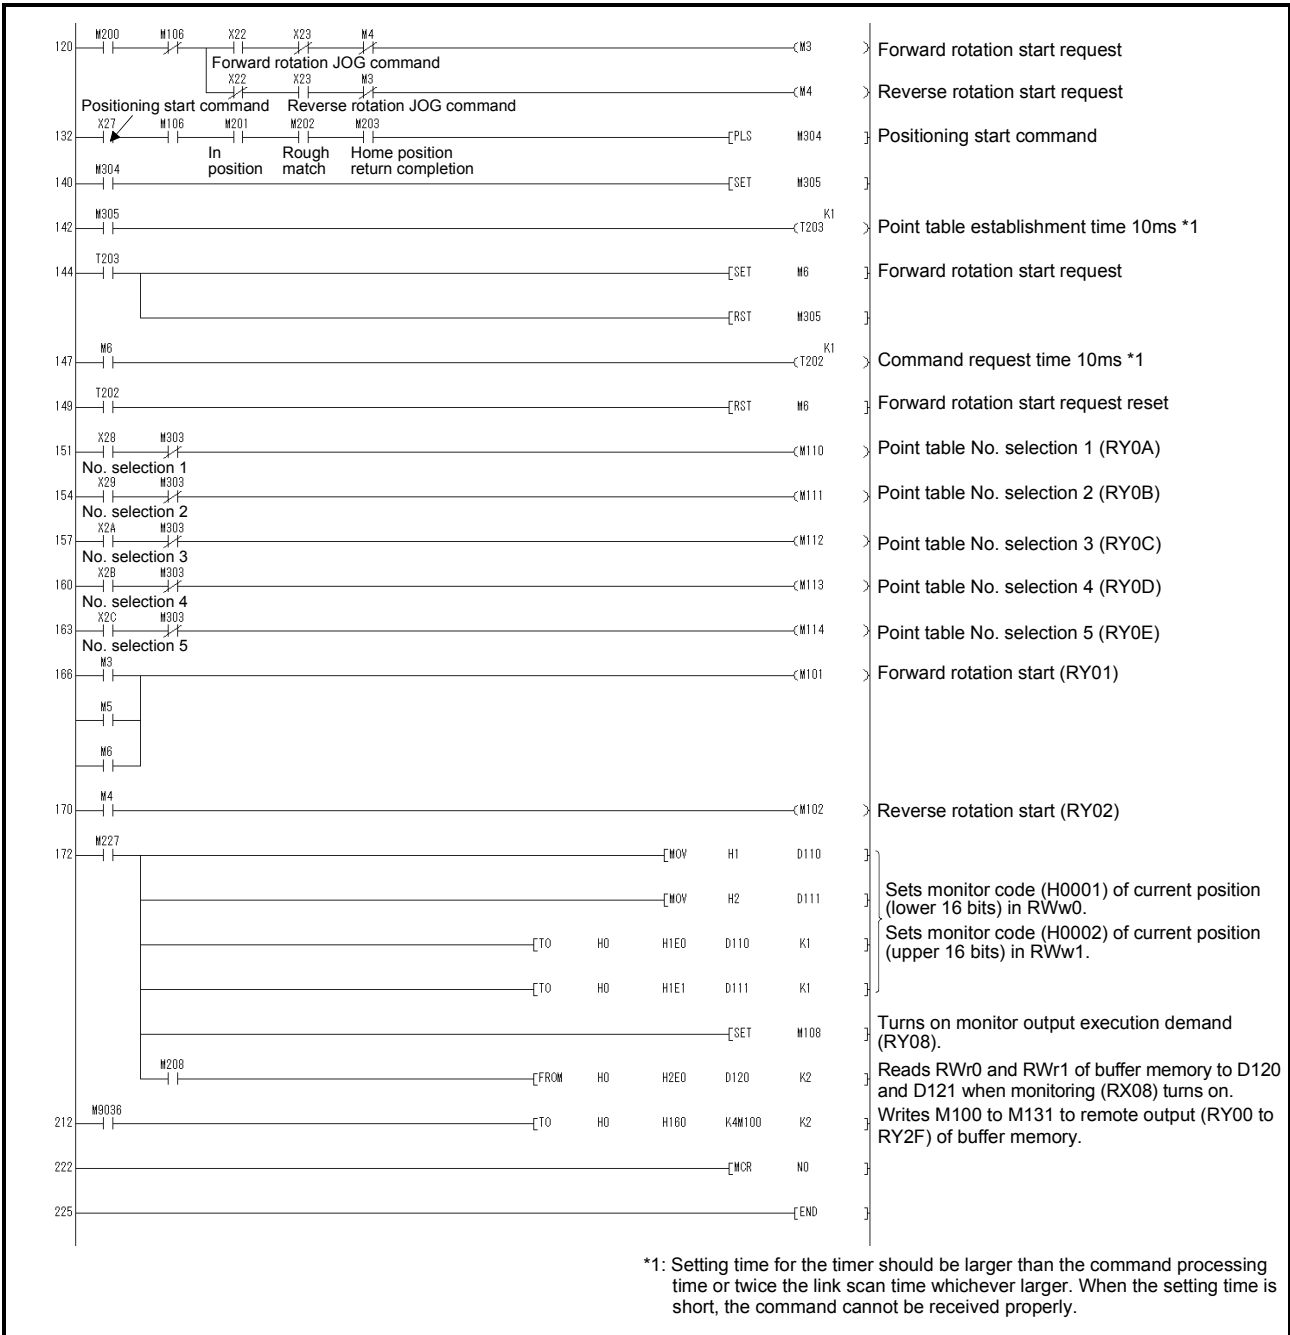 M200 M106 X22 X23 M4
120 (M3 ) Forward rotation start request
Forward rotation JOG command
X22 X23 M3
(M4 ) Reverse rotation start request
Positioning start command Reverse rotation JOG command
X27 M106 M201 M202 M203
132 [PLS M304 ] Positioning start command
In position Rough match Home position return completion
M304
140 [SET M305 ]
M305 K1
142 (T203 ) Point table establishment time 10ms *1
T203
144 [SET M6 ] Forward rotation start request
[RST M305 ]
M6 K1
147 (T202 ) Command request time 10ms *1
T202
149 [RST M6 ] Forward rotation start request reset
X28 M303
151 (M110 ) Point table No. selection 1 (RY0A)
No. selection 1
X29 M303
154 (M111 ) Point table No. selection 2 (RY0B)
No. selection 2
X2A M303
157 (M112 ) Point table No. selection 3 (RY0C)
No. selection 3
X2B M303
160 (M113 ) Point table No. selection 4 (RY0D)
No. selection 4
X2C M303
163 (M114 ) Point table No. selection 5 (RY0E)
No. selection 5
M3
166 (M101 ) Forward rotation start (RY01)
M5
M6
M4
170 (M102 ) Reverse rotation start (RY02)
M227
172 [MOV H1 D110 ]
[MOV H2 D111 ]
Sets monitor code (H0001) of current position
(lower 16 bits) in RWw0.
[TO H0 H1E0 D110 K1 ]
Sets monitor code (H0002) of current position
(upper 16 bits) in RWw1.
[TO H0 H1E1 D111 K1 ]
[SET M108 ] Turns on monitor output execution demand
(RY08).
M208
[FROM H0 H2E0 D120 K2 ] Reads RWr0 and RWr1 of buffer memory to D120
and D121 when monitoring (RX08) turns on.
M9036
212 [TO H0 H160 K4M100 K2 ] Writes M100 to M131 to remote output (RY00 to
RY2F) of buffer memory.
222 [MCR N0 ]
225 [END ]
*1: Setting time for the timer should be larger than the command processing
time or twice the link scan time whichever larger. When the setting time is
short, the command cannot be received properly.